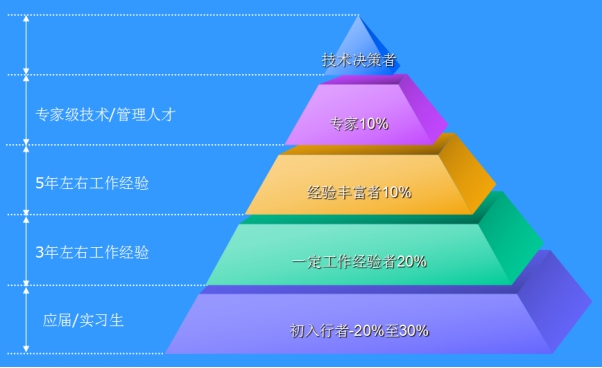 技术决策者
专家级技术/管理人才
专家10%
5年左右工作经验
经验丰富者10%
3年左右工作经验
一定工作经验者20%
应届/实习生
初入行者-20%至30%